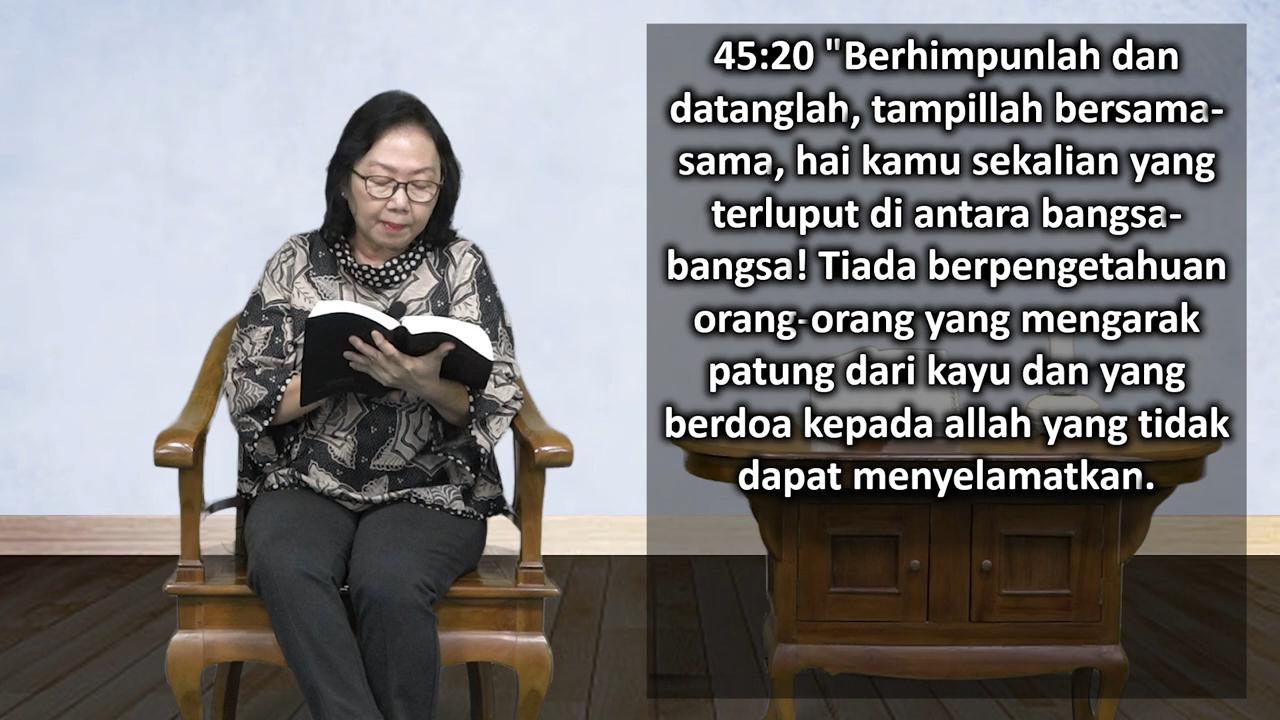 45:20 "Berhimpunlah dan
datanglah, tampillah bersama-
sama, hai kamu sekalian yang
terluput di antara bangsa-
bangsa! Tiada berpengetahuan
orang-orang yang mengarak
patung dari kayu dan yang
berdoa kepada allah yang tidak
dapat menyelamatkan.